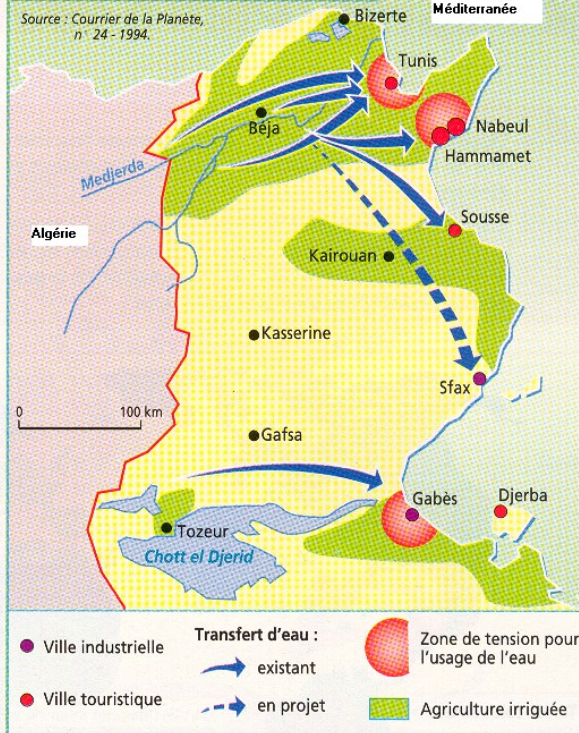 Source : Courrier de la Planète,
n° 24 - 1994.
Méditerranée
Bizerte
Tunis
Béja
Nabeul
Hammamet
Medjerda
Algérie
Sousse
Kairouan
Kasserine
Sfax
0 100 km
Gafsa
Gabès
Djerba
Tozeur
Chott el Djerid
Ville industrielle
Ville touristique
Transfert d'eau :
existant
en projet
Zone de tension pour
l'usage de l'eau
Agriculture irriguée